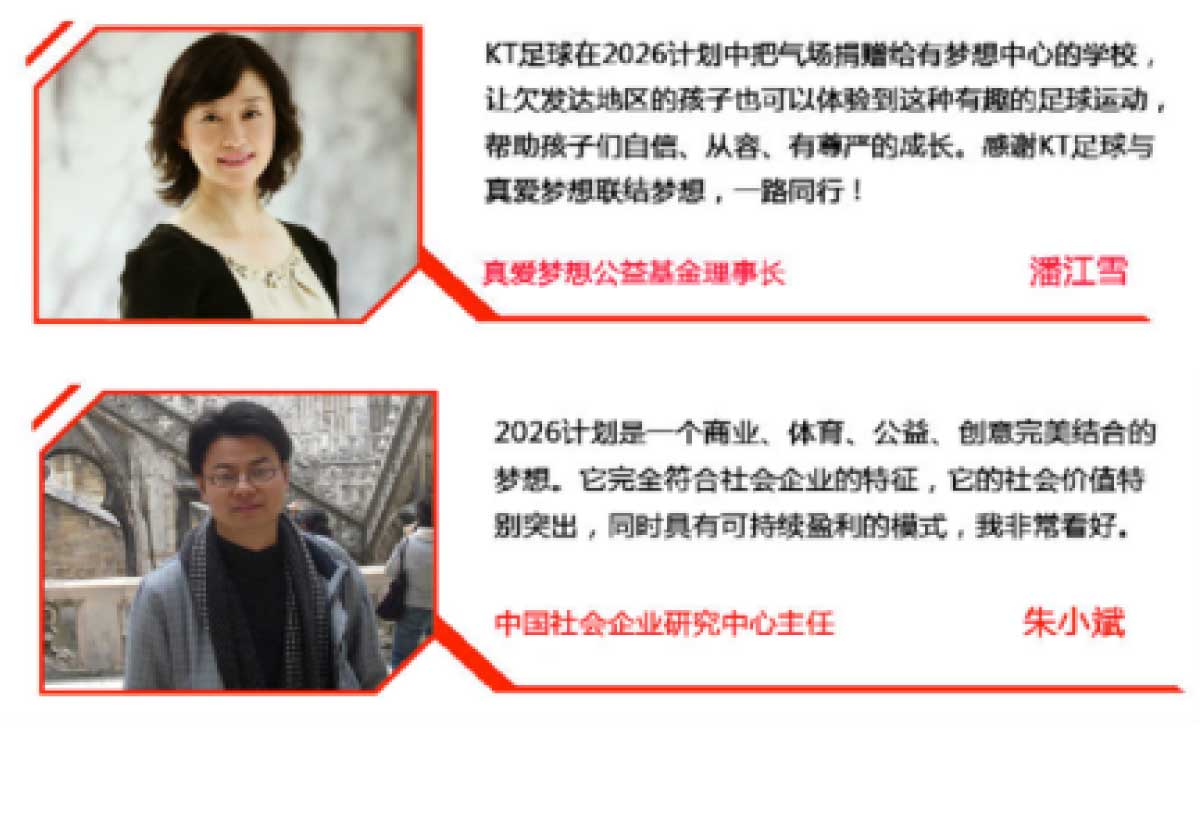 KT足球在2026计划中把气场捐赠给有梦想中心的学校，
让欠发达地区的孩子也可以体验到这种有趣的足球运动，
帮助孩子们自信、从容、有尊严的成长。感谢KT足球与
真爱梦想联结梦想，一路同行！
真爱梦想公益基金理事长 潘江雪
2026计划是一个商业、体育、公益、创意完美结合的
梦想。它完全符合社会企业的特征，它的社会价值特
别突出，同时具有可持续盈利的模式，我非常看好。
中国社会企业研究中心主任 朱小斌